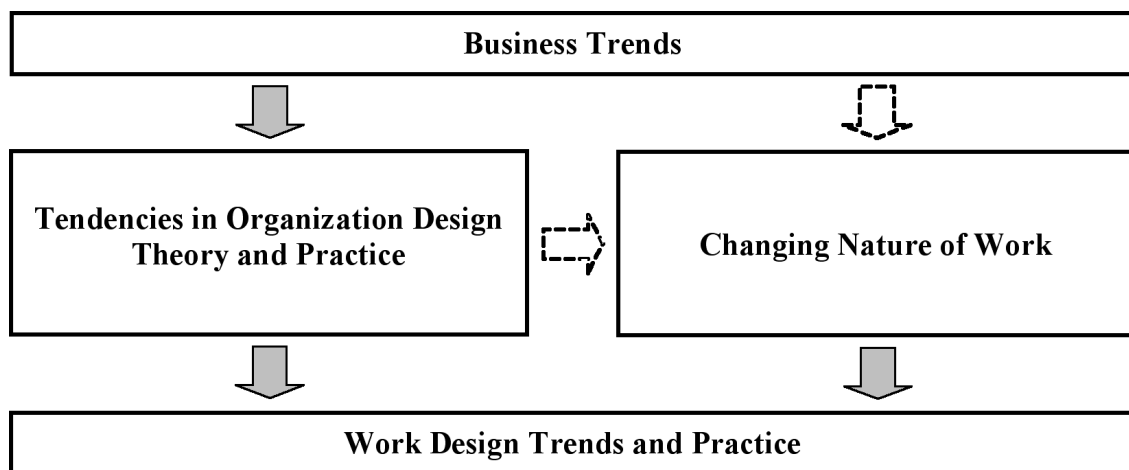 Business Trends
Tendencies in Organization Design
Theory and Practice
Changing Nature of Work
Work Design Trends and Practice